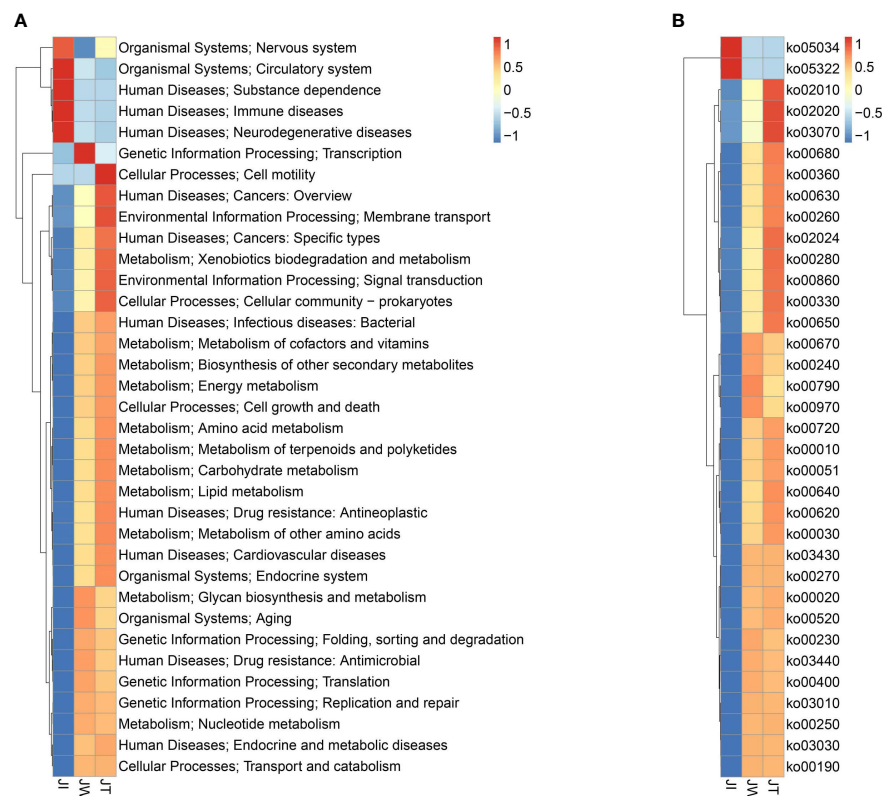 A
B
Organismal Systems; Nervous system
Organismal Systems; Circulatory system
Human Diseases; Substance dependence
Human Diseases; Immune diseases
Human Diseases; Neurodegenerative diseases
Genetic Information Processing; Transcription
Cellular Processes; Cell motility
Human Diseases; Cancers: Overview
Environmental Information Processing; Membrane transport
Human Diseases; Cancers: Specific types
Metabolism; Xenobiotics biodegradation and metabolism
Environmental Information Processing; Signal transduction
Cellular Processes; Cellular community − prokaryotes
Human Diseases; Infectious diseases: Bacterial
Metabolism; Metabolism of cofactors and vitamins
Metabolism; Biosynthesis of other secondary metabolites
Metabolism; Energy metabolism
Cellular Processes; Cell growth and death
Metabolism; Amino acid metabolism
Metabolism; Metabolism of terpenoids and polyketides
Metabolism; Carbohydrate metabolism
Metabolism; Lipid metabolism
Human Diseases; Drug resistance: Antineoplastic
Metabolism; Metabolism of other amino acids
Human Diseases; Cardiovascular diseases
Organismal Systems; Endocrine system
Metabolism; Glycan biosynthesis and metabolism
Organismal Systems; Aging
Genetic Information Processing; Folding, sorting and degradation
Human Diseases; Drug resistance: Antimicrobial
Genetic Information Processing; Translation
Genetic Information Processing; Replication and repair
Metabolism; Nucleotide metabolism
Human Diseases; Endocrine and metabolic diseases
Cellular Processes; Transport and catabolism
JI
JW
JT
1
0.5
0
−0.5
−1
ko05034
ko05322
ko02010
ko02020
ko03070
ko00680
ko00360
ko00630
ko00260
ko02024
ko00280
ko00860
ko00330
ko00650
ko00670
ko00240
ko00790
ko00970
ko00720
ko00010
ko00051
ko00640
ko00620
ko00030
ko03430
ko00270
ko00020
ko00520
ko00230
ko03440
ko00400
ko03010
ko00250
ko03030
ko00190
JI
JW
JT
1
0.5
0
−0.5
−1